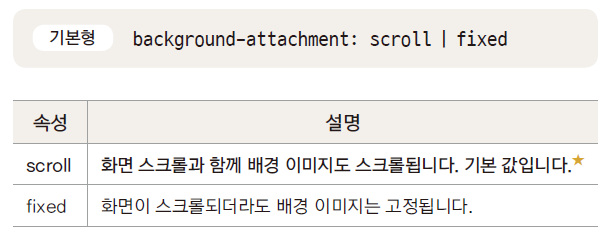 기본형 background-attachment: scroll | fixed
속성 설명
scroll 화면 스크롤과 함께 배경 이미지도 스크롤됩니다. 기본 값입니다.★
fixed 화면이 스크롤되더라도 배경 이미지는 고정됩니다.